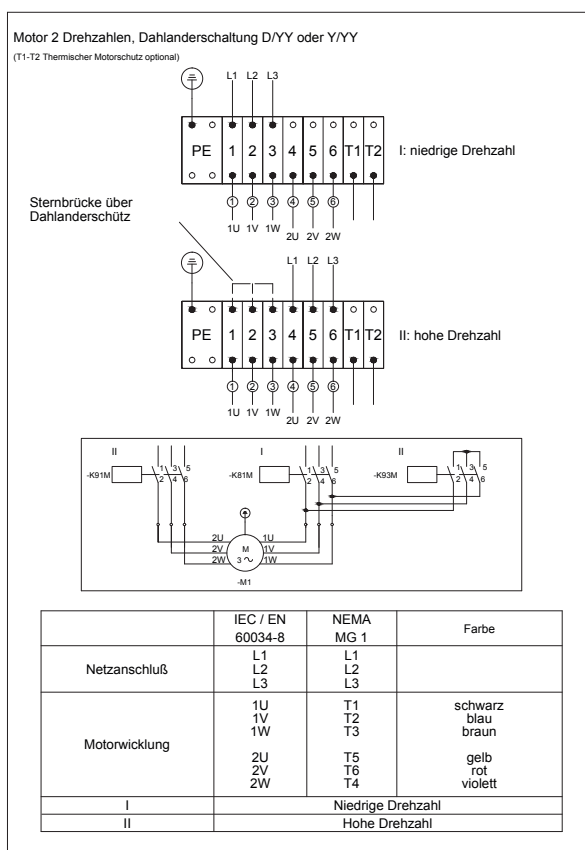 Motor 2 Drehzahlen, Dahlanderschaltung D/YY oder Y/YY
(T1-T2 Thermischer Motorschutz optional)
L1 L2 L3
PE 1 2 3 4 5 6 T1 T2
I: niedrige Drehzahl
1 2 3 4 5 6
1U 1V 1W 2U 2V 2W
Sternbrücke über
Dahlanderschütz
L1 L2 L3
PE 1 2 3 4 5 6 T1 T2
II: hohe Drehzahl
1 2 3 4 5 6
1U 1V 1W 2U 2V 2W
II I II
-K91M 1 3 5 -K81M 1 3 5 -K93M 1 3 5
2 4 6 2 4 6 2 4 6
2U 1U
2V M 1V
2W 3 1W
-M1
IEC / EN NEMA Farbe
60034-8 MG 1
Netzanschluß
L1 L1
L2 L2
L3 L3
Motorwicklung
1U T1 schwarz
1V T2 blau
1W T3 braun
2U T5 gelb
2V T6 rot
2W T4 violett
I Niedrige Drehzahl
II Hohe Drehzahl